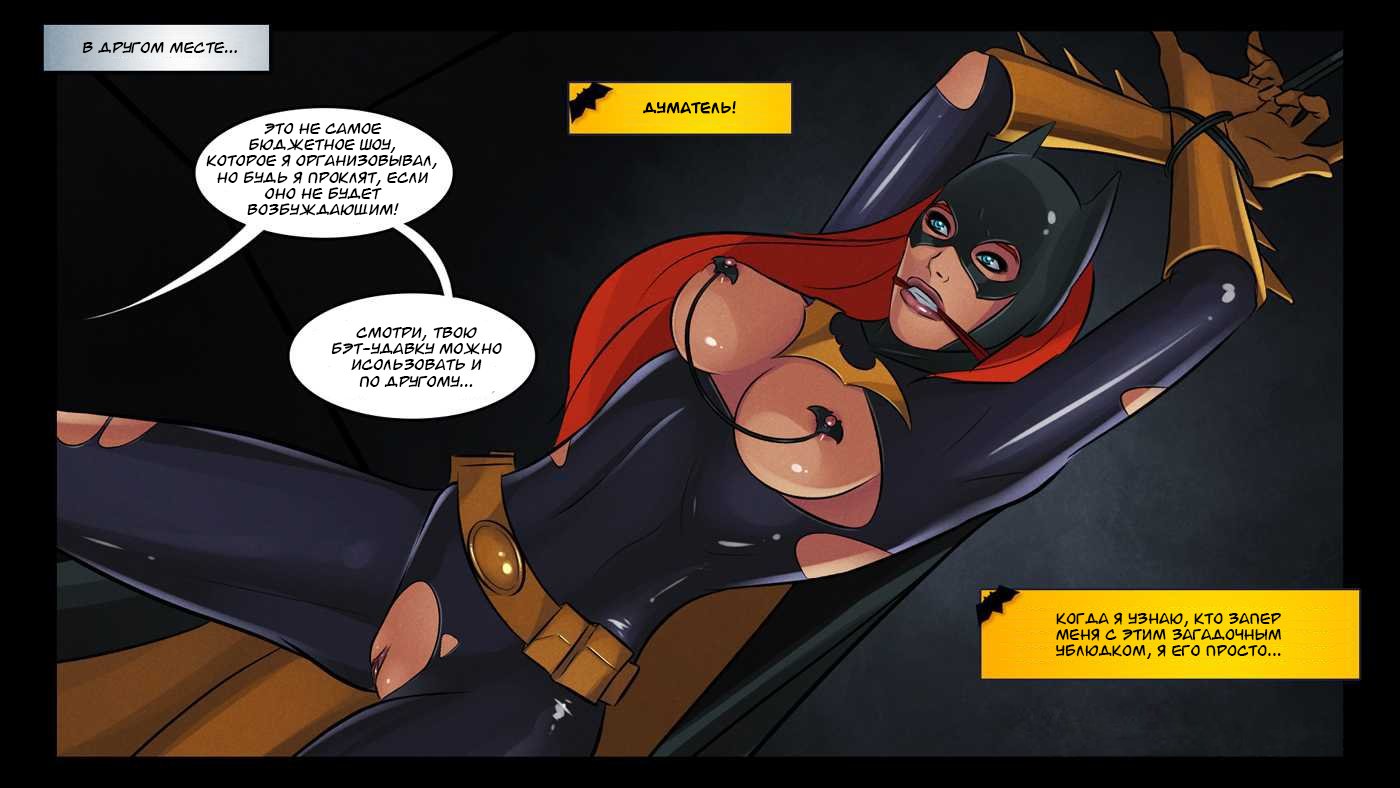 В ДРУГОМ МЕСТЕ...
ДУМАТЕЛЬ!
ЭТО НЕ САМОЕ
БЮДЖЕТНОЕ ШОУ,
КОТОРОЕ Я ОРГАНИЗОВЫВАЛ,
НО БУДЬ Я ПРОКЛЯТ, ЕСЛИ
ОНО НЕ БУДЕТ
ВОЗБУЖДАЮЩИМ!
СМОТРИ, ТВОЮ
БЭТ-УДАВКУ МОЖНО
ИСОЛЬЗОВАТЬ И
ПО ДРУГОМУ...
КОГДА Я УЗНАЮ, КТО ЗАПЕР
МЕНЯ С ЭТИМ ЗАГАДОЧНЫМ
УБЛЮДКОМ, Я ЕГО ПРОСТО...